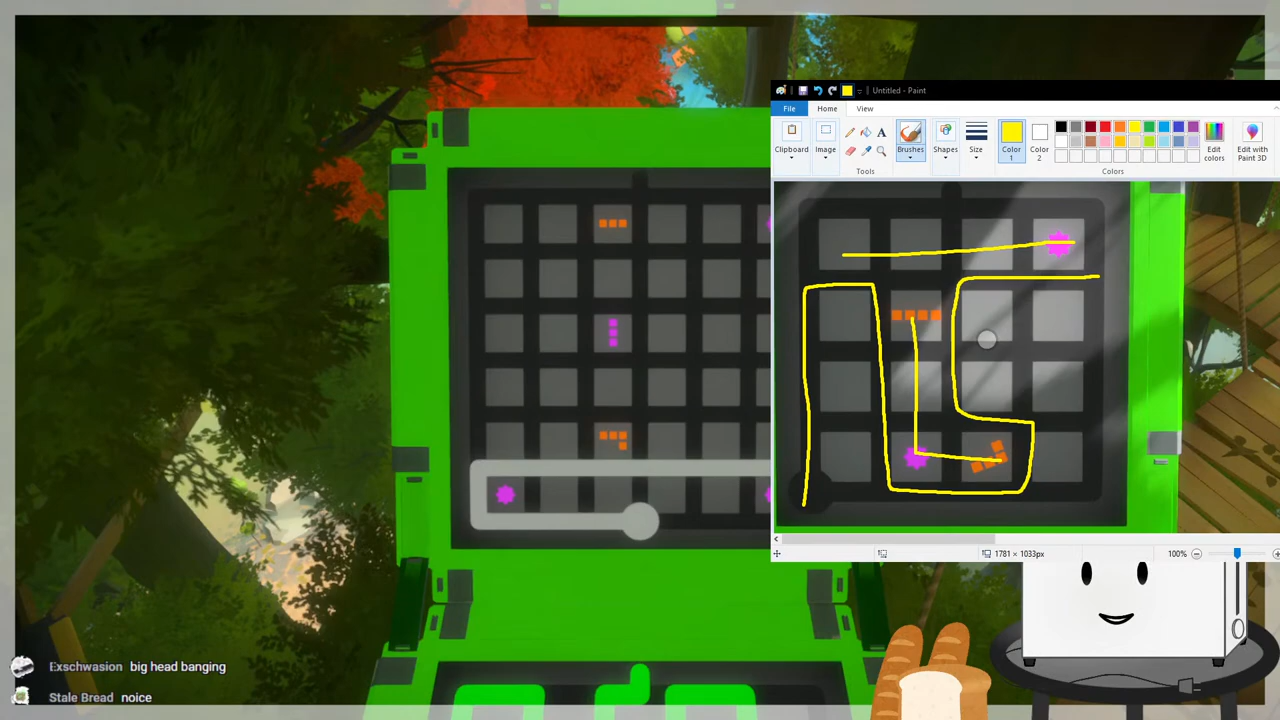 Untitled - Paint
File Home View
Clipboard Image Brushes Shapes Size Color 1 Color 2 Edit colors Edit with Paint 3D
Tools Colors
1781 × 1033px 100%
Exschwasion big head banging
Stale Bread noice